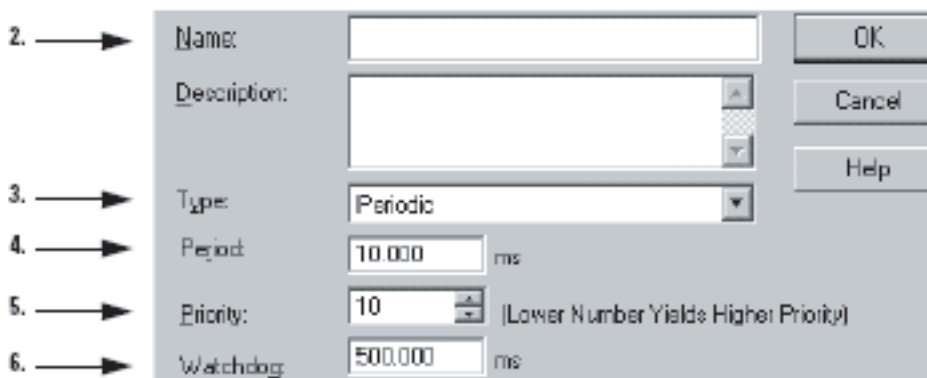 2. Name: OK
Description: Cancel
Help
3. Type: Periodic
4. Period: 10.000 ms
5. Priority: 10 (Lower Number Yields Higher Priority)
6. Watchdog: 500.000 ms